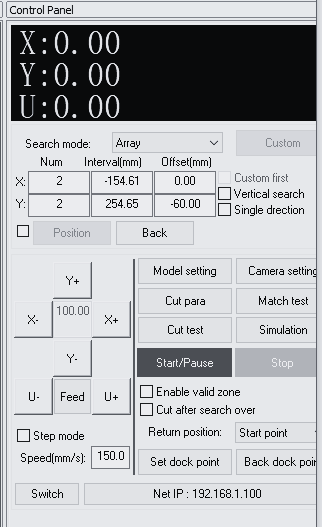 Control Panel
X:0.00
Y:0.00
U:0.00
Search mode: Array Custom
Num Interval(mm) Offset(mm)
Custom first
X: 2 -154.61 0.00
Vertical search
Y: 2 254.65 -60.00
Single drection
Position Back
Model setting Camera setting
Y+
Cut para Match test
100.00
X- X+
Cut test Simulation
Y-
Start/Pause Stop
U- Feed U+
Enable valid zone
Cut after search over
Step mode
Return position: Start point
Speed(mm/s): 150.0
Set dock point Back dock point
Switch Net IP : 192.168.1.100